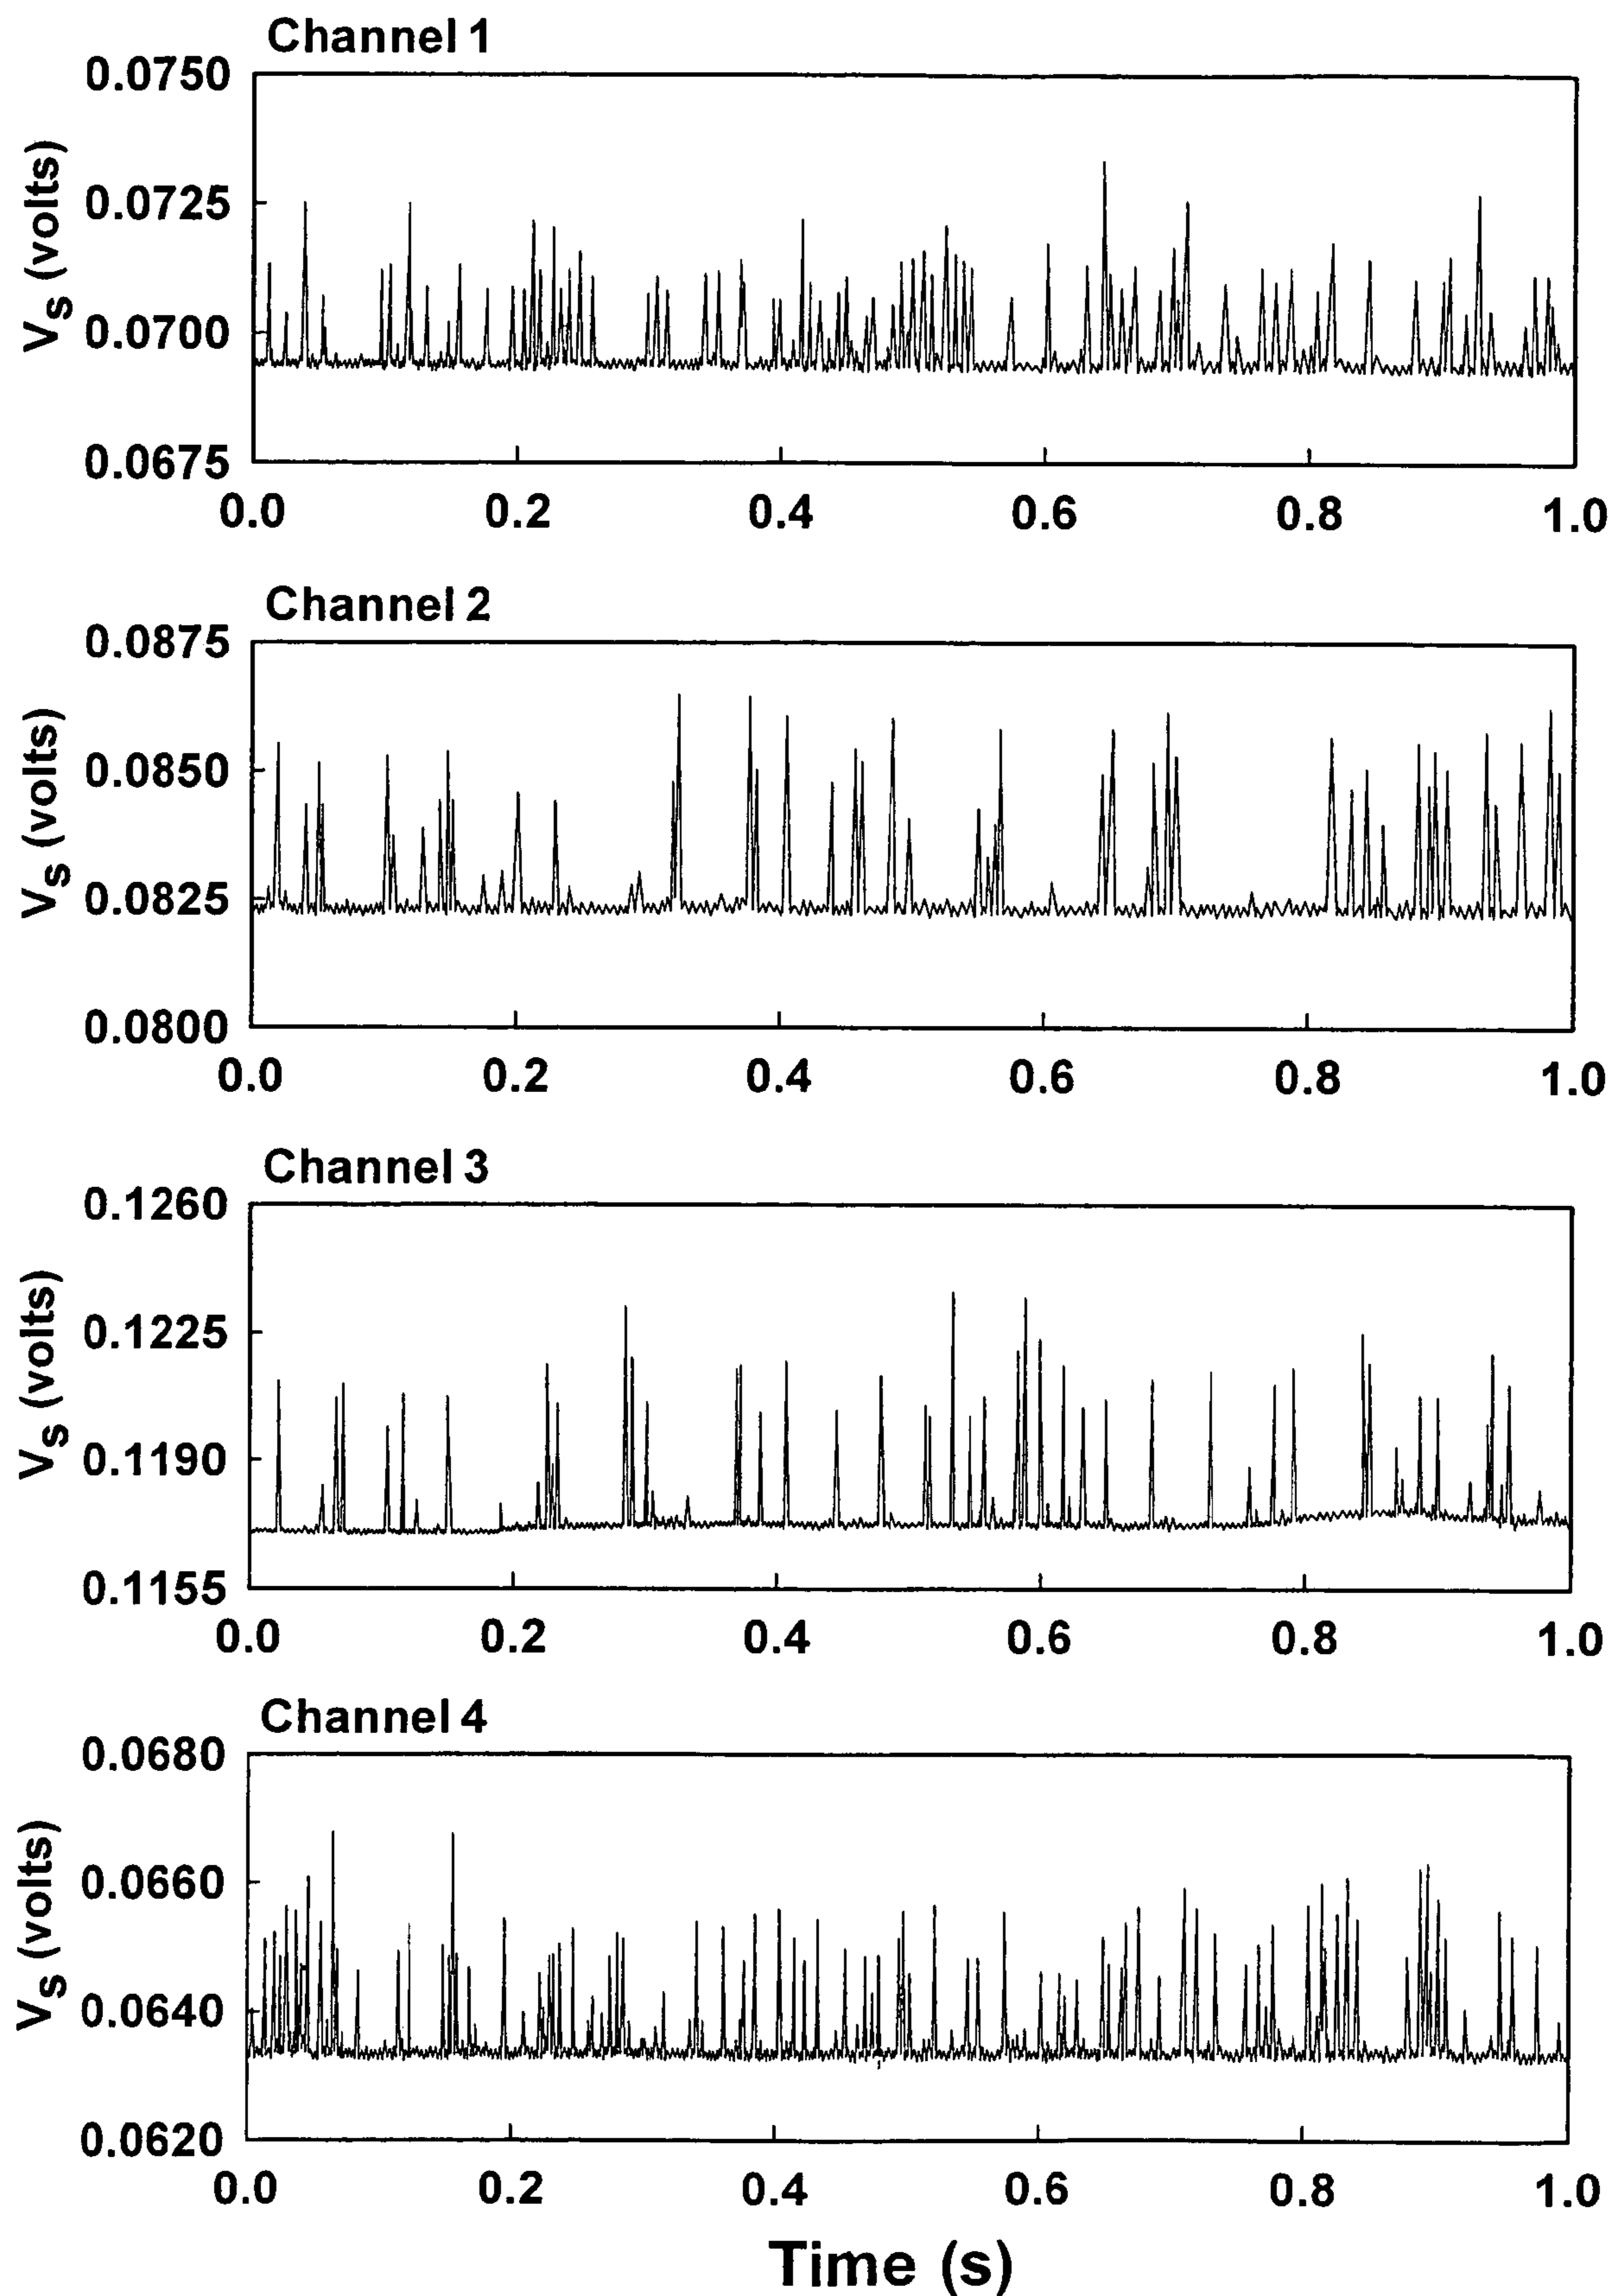 Channel 1
0.0750
0.0725
0.0700
0.0675
Vs (volts)
0.0 0.2 0.4 0.6 0.8 1.0
Channel 2
0.0875
0.0850
0.0825
0.0800
Vs (volts)
0.0 0.2 0.4 0.6 0.8 1.0
Channel 3
0.1260
0.1225
0.1190
0.1155
Vs (volts)
0.0 0.2 0.4 0.6 0.8 1.0
Channel 4
0.0680
0.0660
0.0640
0.0620
Vs (volts)
0.0 0.2 0.4 0.6 0.8 1.0
Time (s)